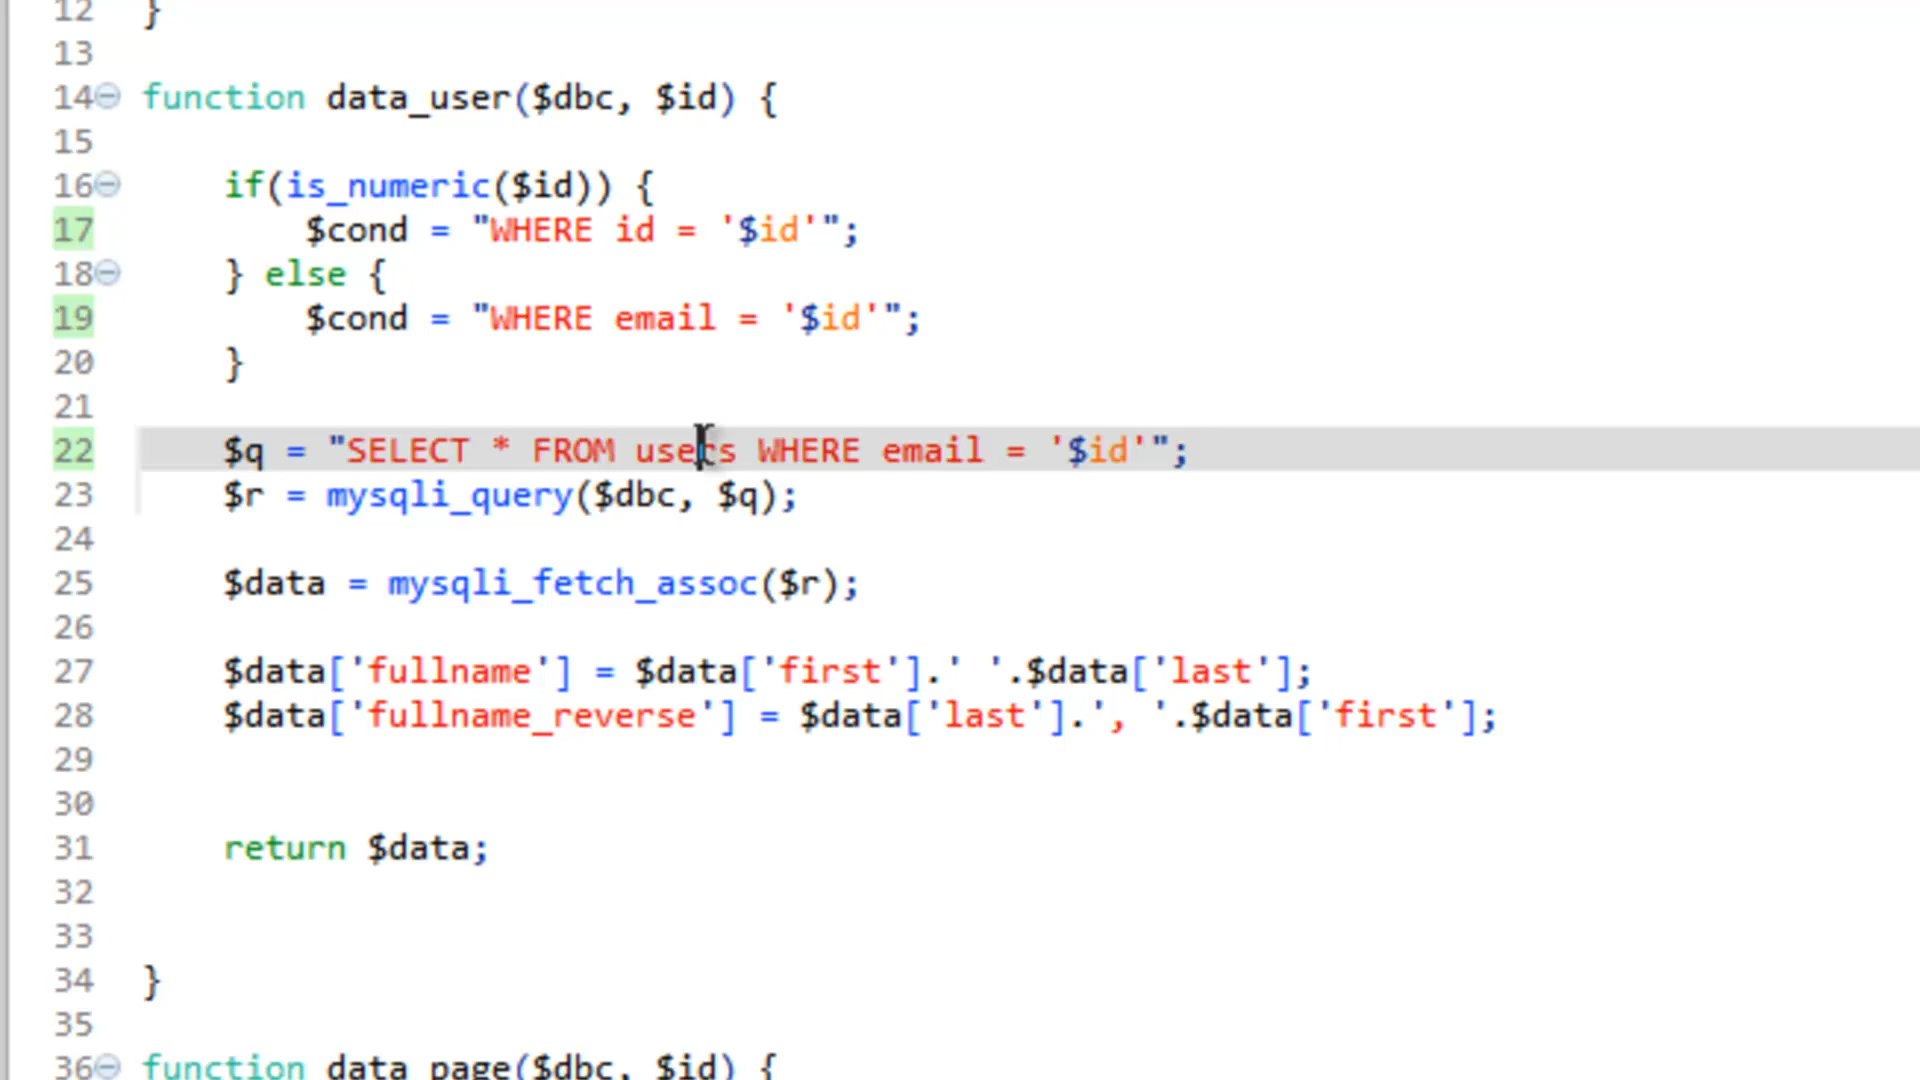 12 }
13
14 function data_user($dbc, $id) {
15
16 if(is_numeric($id)) {
17 $cond = "WHERE id = '$id'";
18 } else {
19 $cond = "WHERE email = '$id'";
20 }
21
22 $q = "SELECT * FROM users WHERE email = '$id'";
23 $r = mysqli_query($dbc, $q);
24
25 $data = mysqli_fetch_assoc($r);
26
27 $data['fullname'] = $data['first'].' '.$data['last'];
28 $data['fullname_reverse'] = $data['last'].', '.$data['first'];
29
30
31 return $data;
32
33
34 }
35
36 function data_page($dbc, $id) {